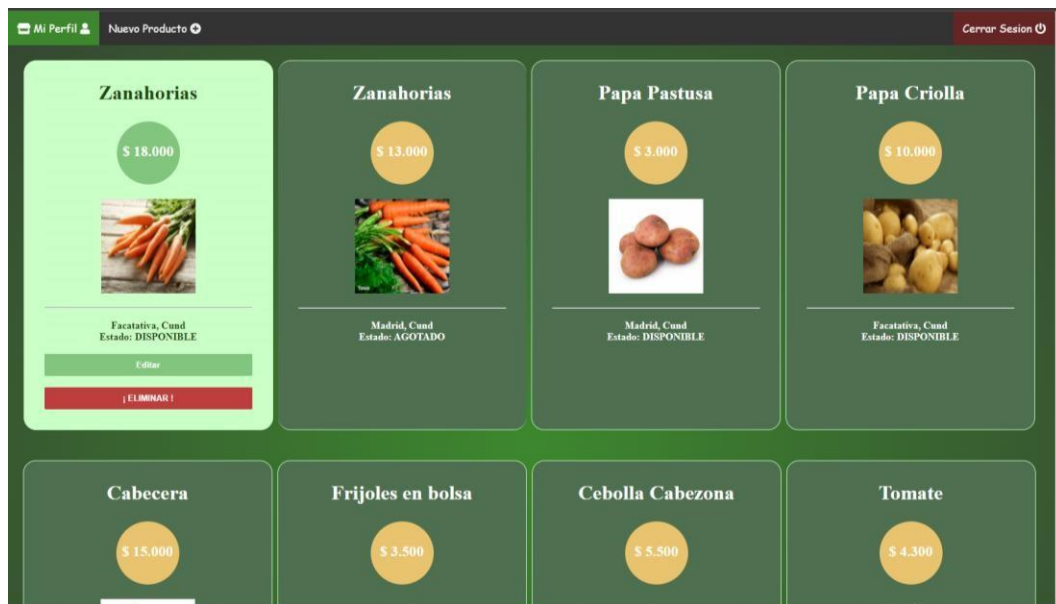 Mi Perfil
Nuevo Producto
Cerrar Sesion
Zanahorias
$ 18.000
Facatativa, Cund
Estado: DISPONIBLE
Editar
¡ ELIMINAR !
Zanahorias
$ 13.000
Madrid, Cund
Estado: AGOTADO
Papa Pastusa
$ 3.000
Madrid, Cund
Estado: DISPONIBLE
Papa Criolla
$ 10.000
Facatativa, Cund
Estado: DISPONIBLE
Cabecera
$ 15.000
Frijoles en bolsa
$ 3.500
Cebolla Cabezona
$ 5.500
Tomate
$ 4.300